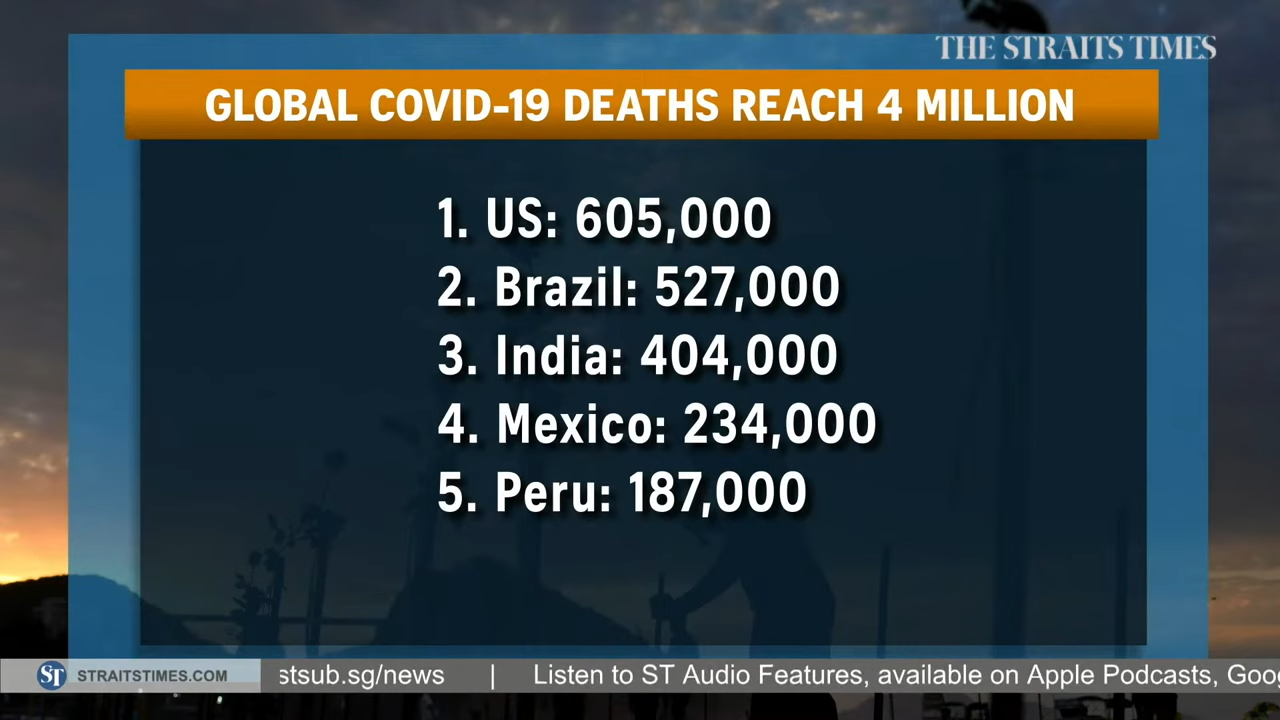 THE STRAITS TIMES
GLOBAL COVID-19 DEATHS REACH 4 MILLION
1. US: 605,000
2. Brazil: 527,000
3. India: 404,000
4. Mexico: 234,000
5. Peru: 187,000
ST STRAITSTIMES.COM stsub.sg/news | Listen to ST Audio Features, available on Apple Podcasts,